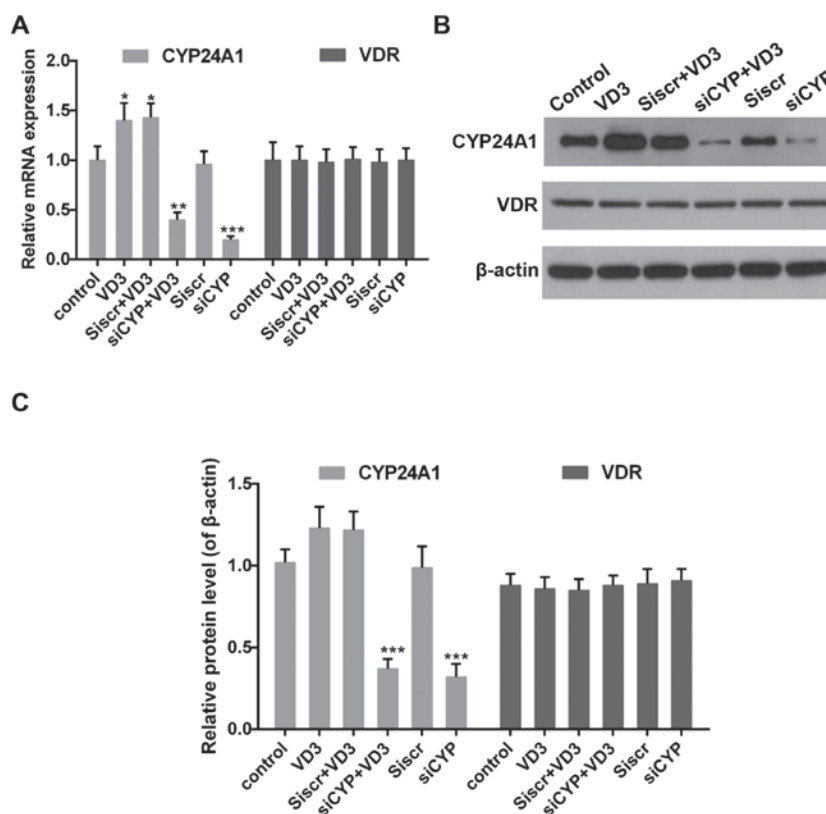 A
CYP24A1
VDR
Relative mRNA expression
2.0
1.5
1.0
0.5
0.0
*
*
**
***
control
VD3
Siscr+VD3
siCYP+VD3
Siscr
siCYP
control
VD3
Siscr+VD3
siCYP+VD3
Siscr
siCYP
B
Control
VD3
Siscr+VD3
siCYP+VD3
Siscr
siCYP
CYP24A1
VDR
β-actin
C
CYP24A1
VDR
Relative protein level (of β-actin)
1.5
1.0
0.5
0.0
***
***
control
VD3
Siscr+VD3
siCYP+VD3
Siscr
siCYP
control
VD3
Siscr+VD3
siCYP+VD3
Siscr
siCYP